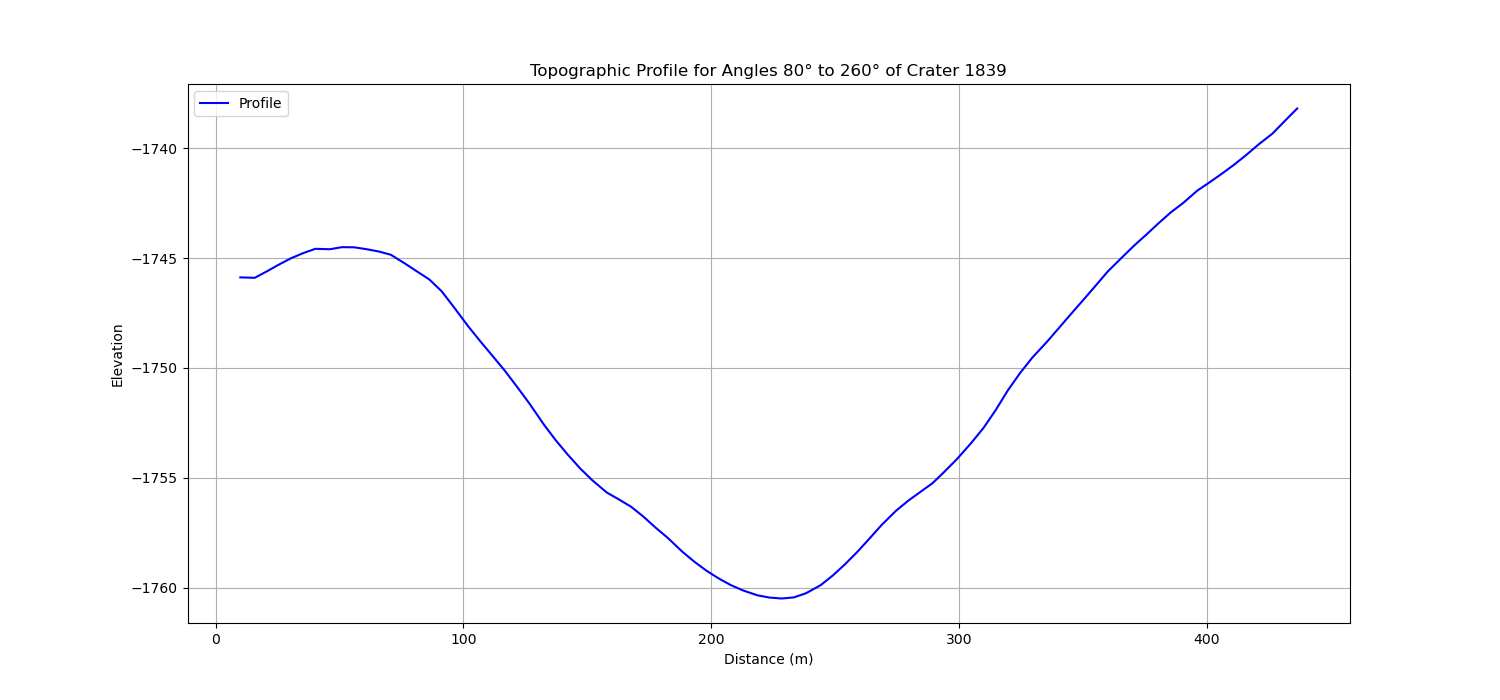 Topographic Profile for Angles 80° to 260° of Crater 1839
Profile
Elevation
−1740
−1745
−1750
−1755
−1760
0 100 200 300 400
Distance (m)